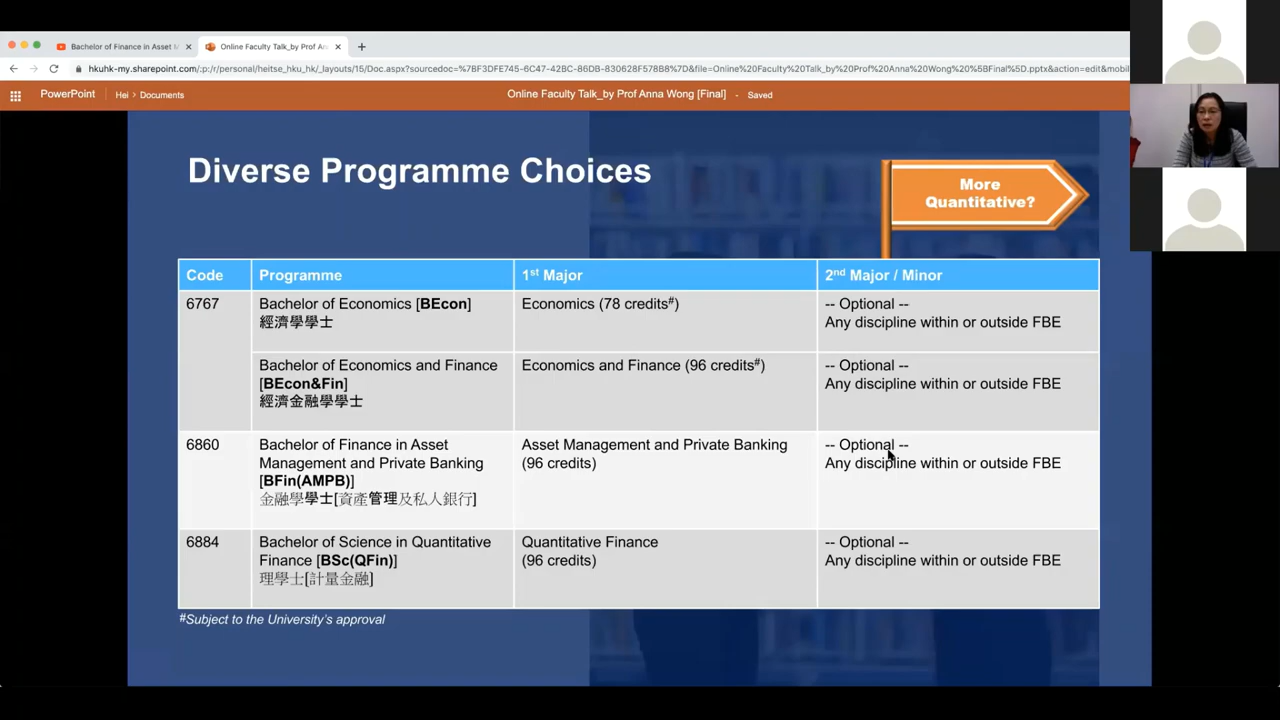 Bachelor of Finance in Asset M
Online Faculty Talk_by Prof An
hkuhk-my.sharepoint.com/:p:/r/personal/heitse_hku_hk/_layouts/15/Doc.aspx?sourcedoc=%7BF3DFE745-6C47-42BC-86DB-830628F578B8%7D&file=Online%20Faculty%20Talk_by%20Prof%20Anna%20Wong%20%5BFinal%5D.pptx&action=edit&mobil
PowerPoint
Hei > Documents
Online Faculty Talk_by Prof Anna Wong [Final] - Saved
Diverse Programme Choices
More
Quantitative?
Code
Programme
1st Major
2nd Major / Minor
6767
Bachelor of Economics [BEcon]
經濟學學士
Economics (78 credits#)
-- Optional --
Any discipline within or outside FBE
Bachelor of Economics and Finance
[BEcon&Fin]
經濟金融學學士
Economics and Finance (96 credits#)
-- Optional --
Any discipline within or outside FBE
6860
Bachelor of Finance in Asset
Management and Private Banking
[BFin(AMPB)]
金融學學士[資產管理及私人銀行]
Asset Management and Private Banking
(96 credits)
-- Optional --
Any discipline within or outside FBE
6884
Bachelor of Science in Quantitative
Finance [BSc(QFin)]
理學士[計量金融]
Quantitative Finance
(96 credits)
-- Optional --
Any discipline within or outside FBE
#Subject to the University's approval